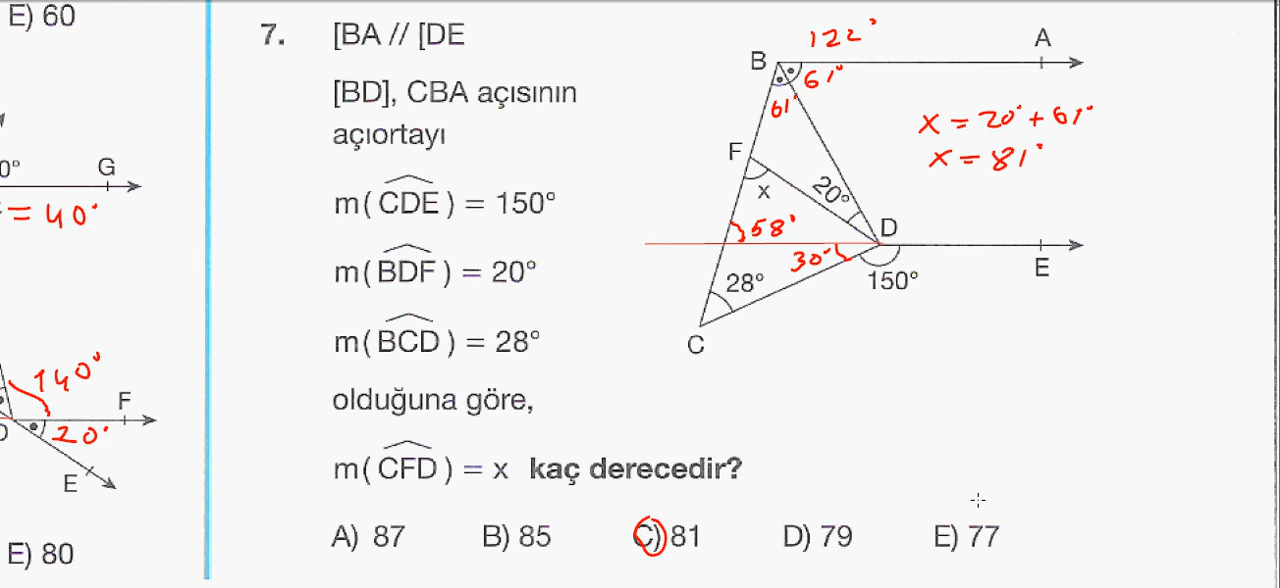 E) 60
0° G
= 40°
140°
F
D 20°
E
E) 80
7. [BA // [DE
[BD], CBA açısının
açıortayı
m(CDE) = 150°
m(BDF) = 20°
m(BCD) = 28°
olduğuna göre,
m(CFD) = x kaç derecedir?
A) 87 B) 85 C) 81 D) 79 E) 77
122°
B A
61°
61°
x = 20° + 61°
x = 81°
F
x 20°
58° D
30° E
28° 150°
C